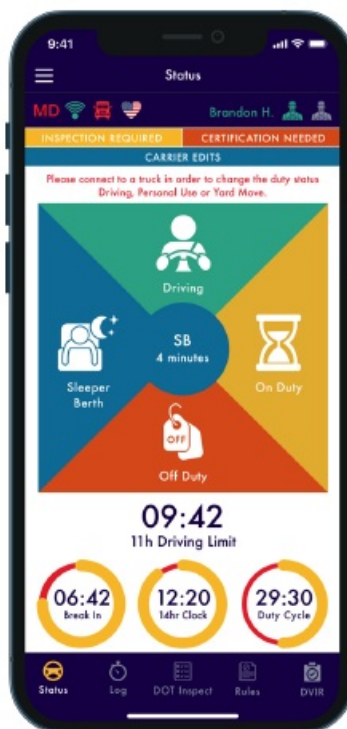 9:41
Status
MD
Brandon H.
INSPECTION REQUIRED
CERTIFICATION NEEDED
CARRIER EDITS
Please connect to a truck in order to change the duty status
Driving, Personal Use or Yard Move.
Driving
SB
4 minutes
Sleeper
Berth
On Duty
OFF
Off Duty
09:42
11h Driving Limit
06:42
Break In
12:20
14hr Clock
29:30
Duty Cycle
Status
Log
DOT Inspect
Rules
DVIR